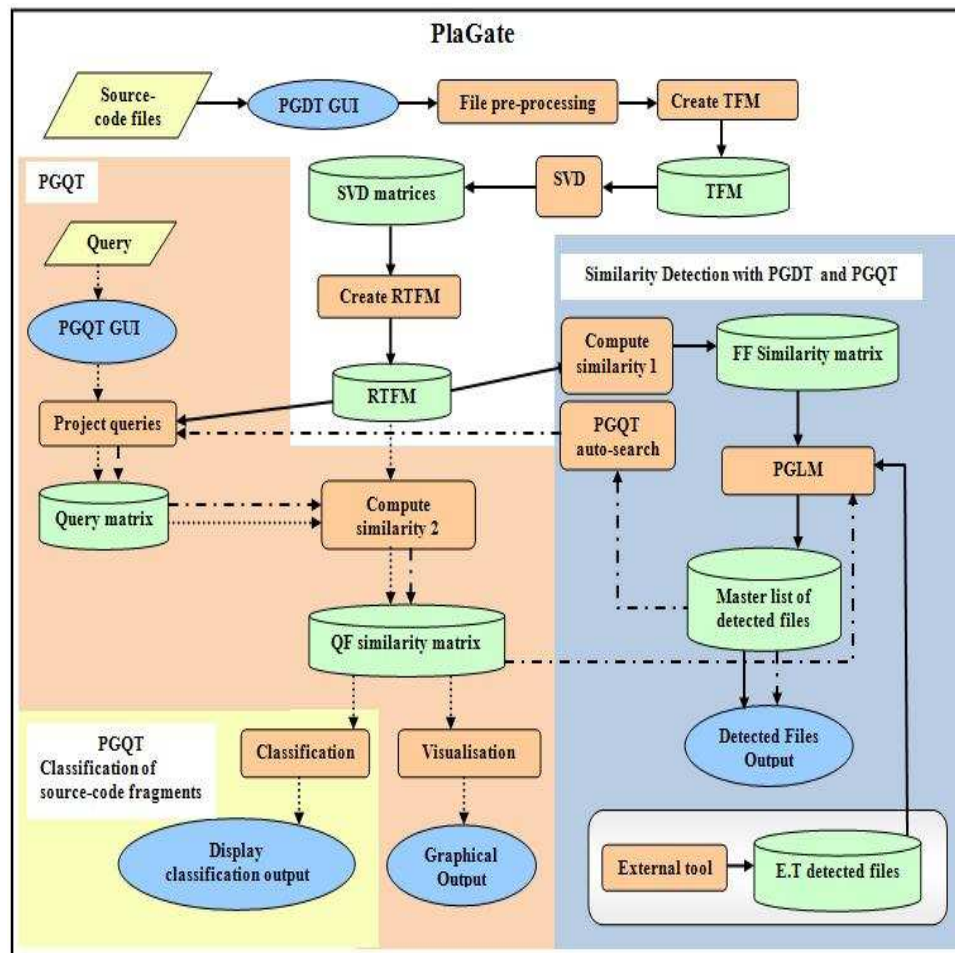 PlaGate
Source-
code files
PGDT GUI
File pre-processing
Create TFM
PGQT
SVD matrices
SVD
TFM
Query
Similarity Detection with PGDT and PGQT
Create RTFM
PGQT GUI
Compute
similarity 1
FF Similarity matrix
RTFM
Project queries
PGQT
auto-search
PGLM
Query matrix
Compute
similarity 2
Master list of
detected files
QF similarity matrix
PGQT
Classification of
source-code fragments
Classification
Visualisation
Detected Files
Output
Display
classification output
Graphical
Output
External tool
E.T detected files